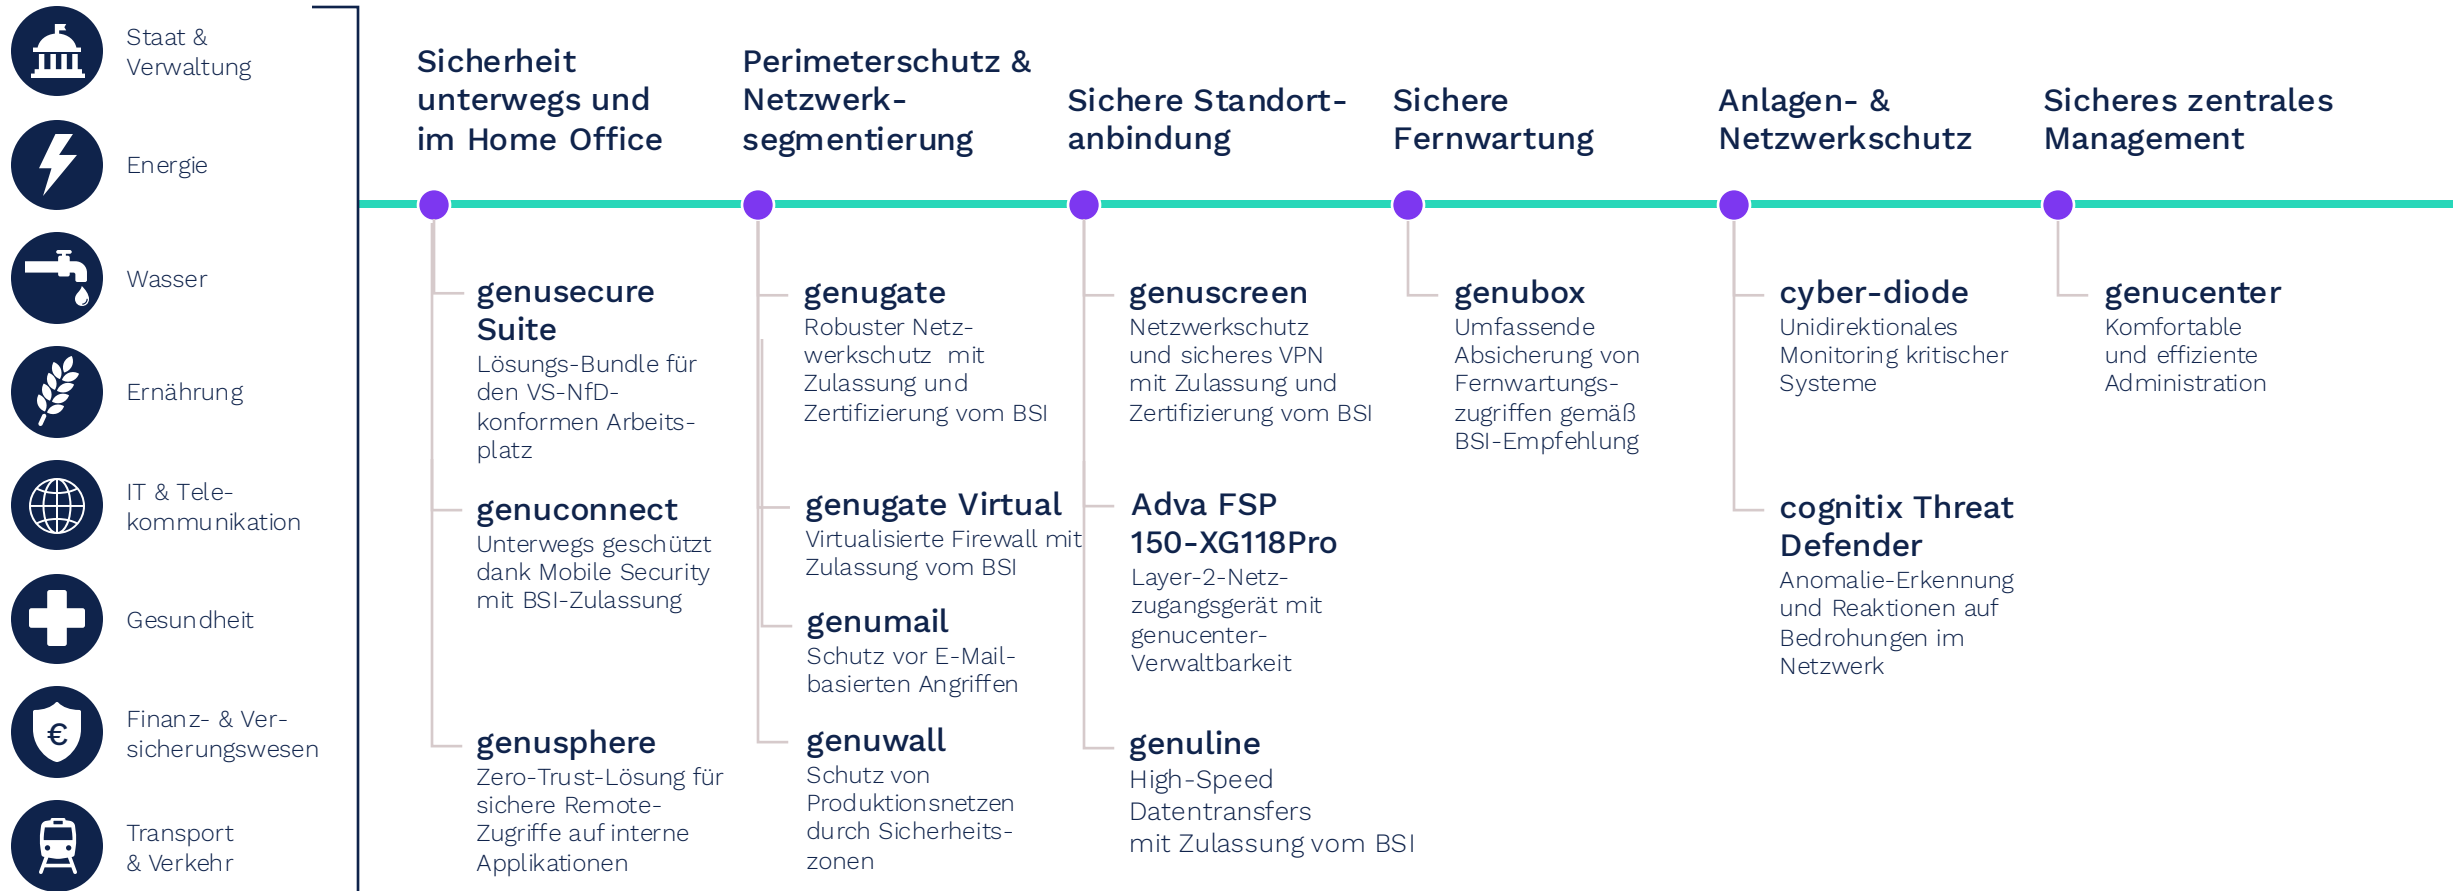 Staat &
Verwaltung
Energie
Wasser
Ernährung
IT & Tele-
kommunikation
Gesundheit
Finanz- & Ver-
sicherungswesen
€
Transport
& Verkehr
Sicherheit
unterwegs und
im Home Office
genusecure
Suite
Lösungs-Bundle für
den VS-NfD-
konformen Arbeits-
platz
genuconnect
Unterwegs geschützt
dank Mobile Security
mit BSI-Zulassung
genusphere
Zero-Trust-Lösung für
sichere Remote-
Zugriffe auf interne
Applikationen
Perimeterschutz &
Netzwerk-
segmentierung
genugate
Robuster Netz-
werkschutz mit
Zulassung und
Zertifizierung vom BSI
genugate Virtual
Virtualisierte Firewall mit
Zulassung vom BSI
genumail
Schutz vor E-Mail-
basierten Angriffen
genuwall
Schutz von
Produktionsnetzen
durch Sicherheits-
zonen
Sichere Standort-
anbindung
genuscreen
Netzwerkschutz
und sicheres VPN
mit Zulassung und
Zertifizierung vom BSI
Adva FSP
150-XG118Pro
Layer-2-Netz-
zugangsgerät mit
genucenter-
Verwaltbarkeit
genuline
High-Speed
Datentransfers
mit Zulassung vom BSI
Sichere
Fernwartung
genubox
Umfassende
Absicherung von
Fernwartungs-
zugriffen gemäß
BSI-Empfehlung
Anlagen- &
Netzwerkschutz
cyber-diode
Unidirektionales
Monitoring kritischer
Systeme
cognitix Threat
Defender
Anomalie-Erkennung
und Reaktionen auf
Bedrohungen im
Netzwerk
Sicheres zentrales
Management
genucenter
Komfortable
und effiziente
Administration